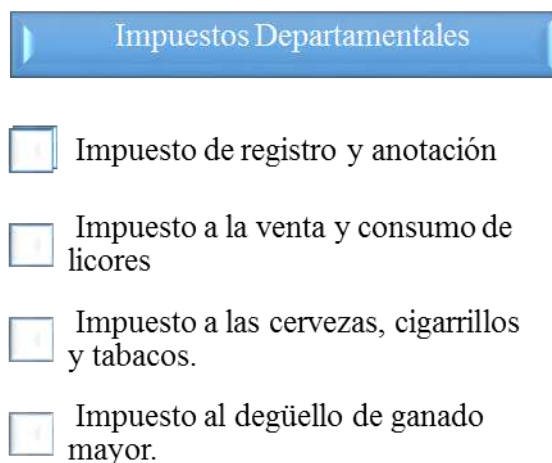 Impuestos Departamentales
Impuesto de registro y anotación
Impuesto a la venta y consumo de
licores
Impuesto a las cervezas, cigarrillos
y tabacos.
Impuesto al degüello de ganado
mayor.